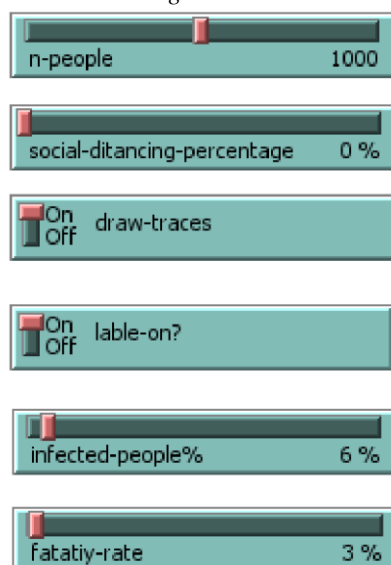 n-people 1000
social-ditancing-percentage 0 %
On
Off
draw-traces
On
Off
lable-on?
infected-people% 6 %
fatatiy-rate 3 %